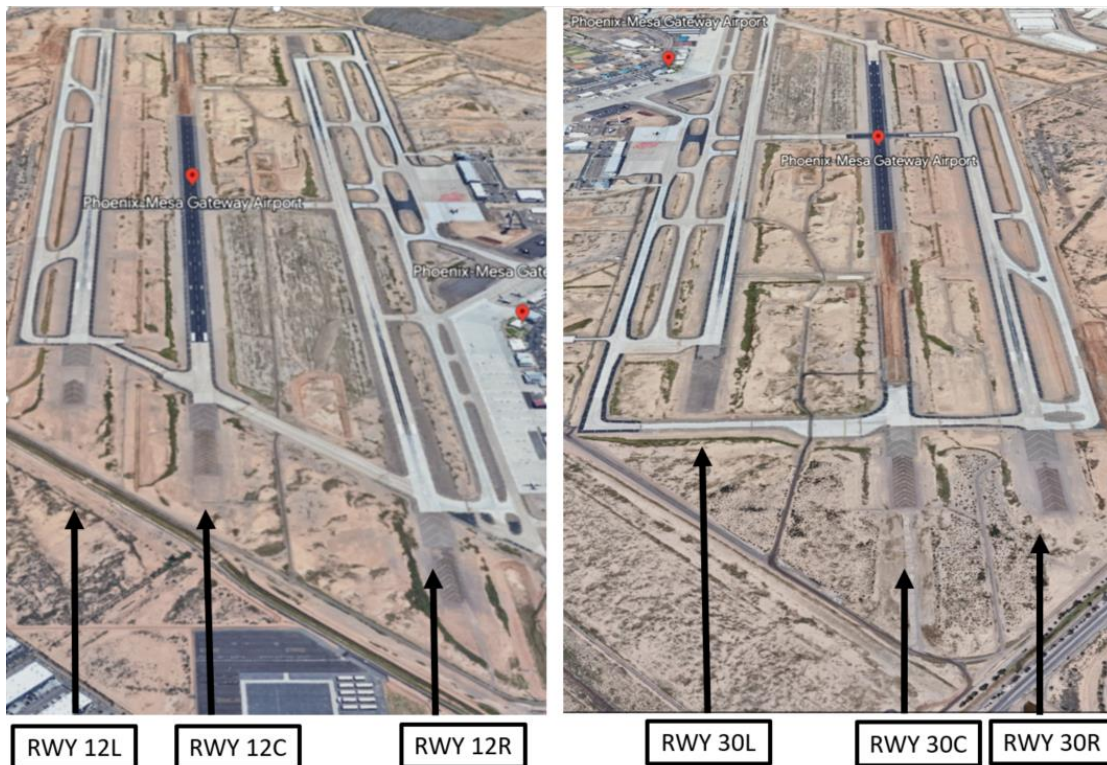 Phoenix-Mesa Gateway Airport
Phoenix-Mesa Gate
RWY 12L
RWY 12C
RWY 12R
Phoenix-Mesa Gateway Airport
Phoenix-Mesa Gateway Airport
RWY 30L
RWY 30C
RWY 30R